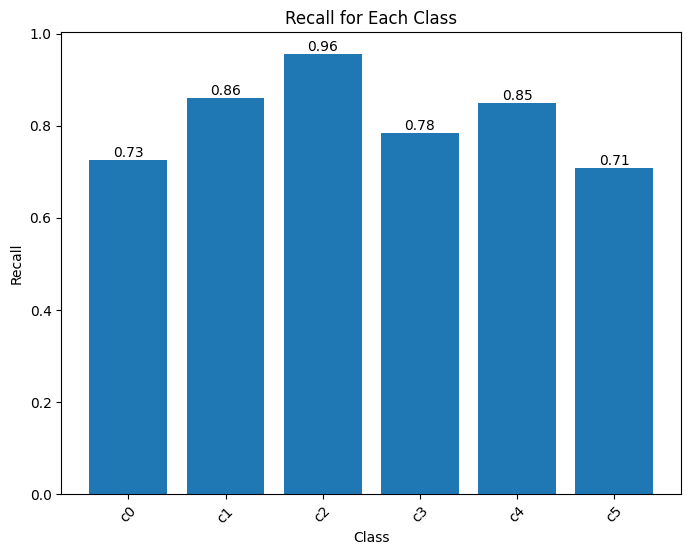 Recall for Each Class
1.0
0.8
0.6
0.4
0.2
0.0
Recall
0.73
0.86
0.96
0.78
0.85
0.71
c0
c1
c2
c3
c4
c5
Class